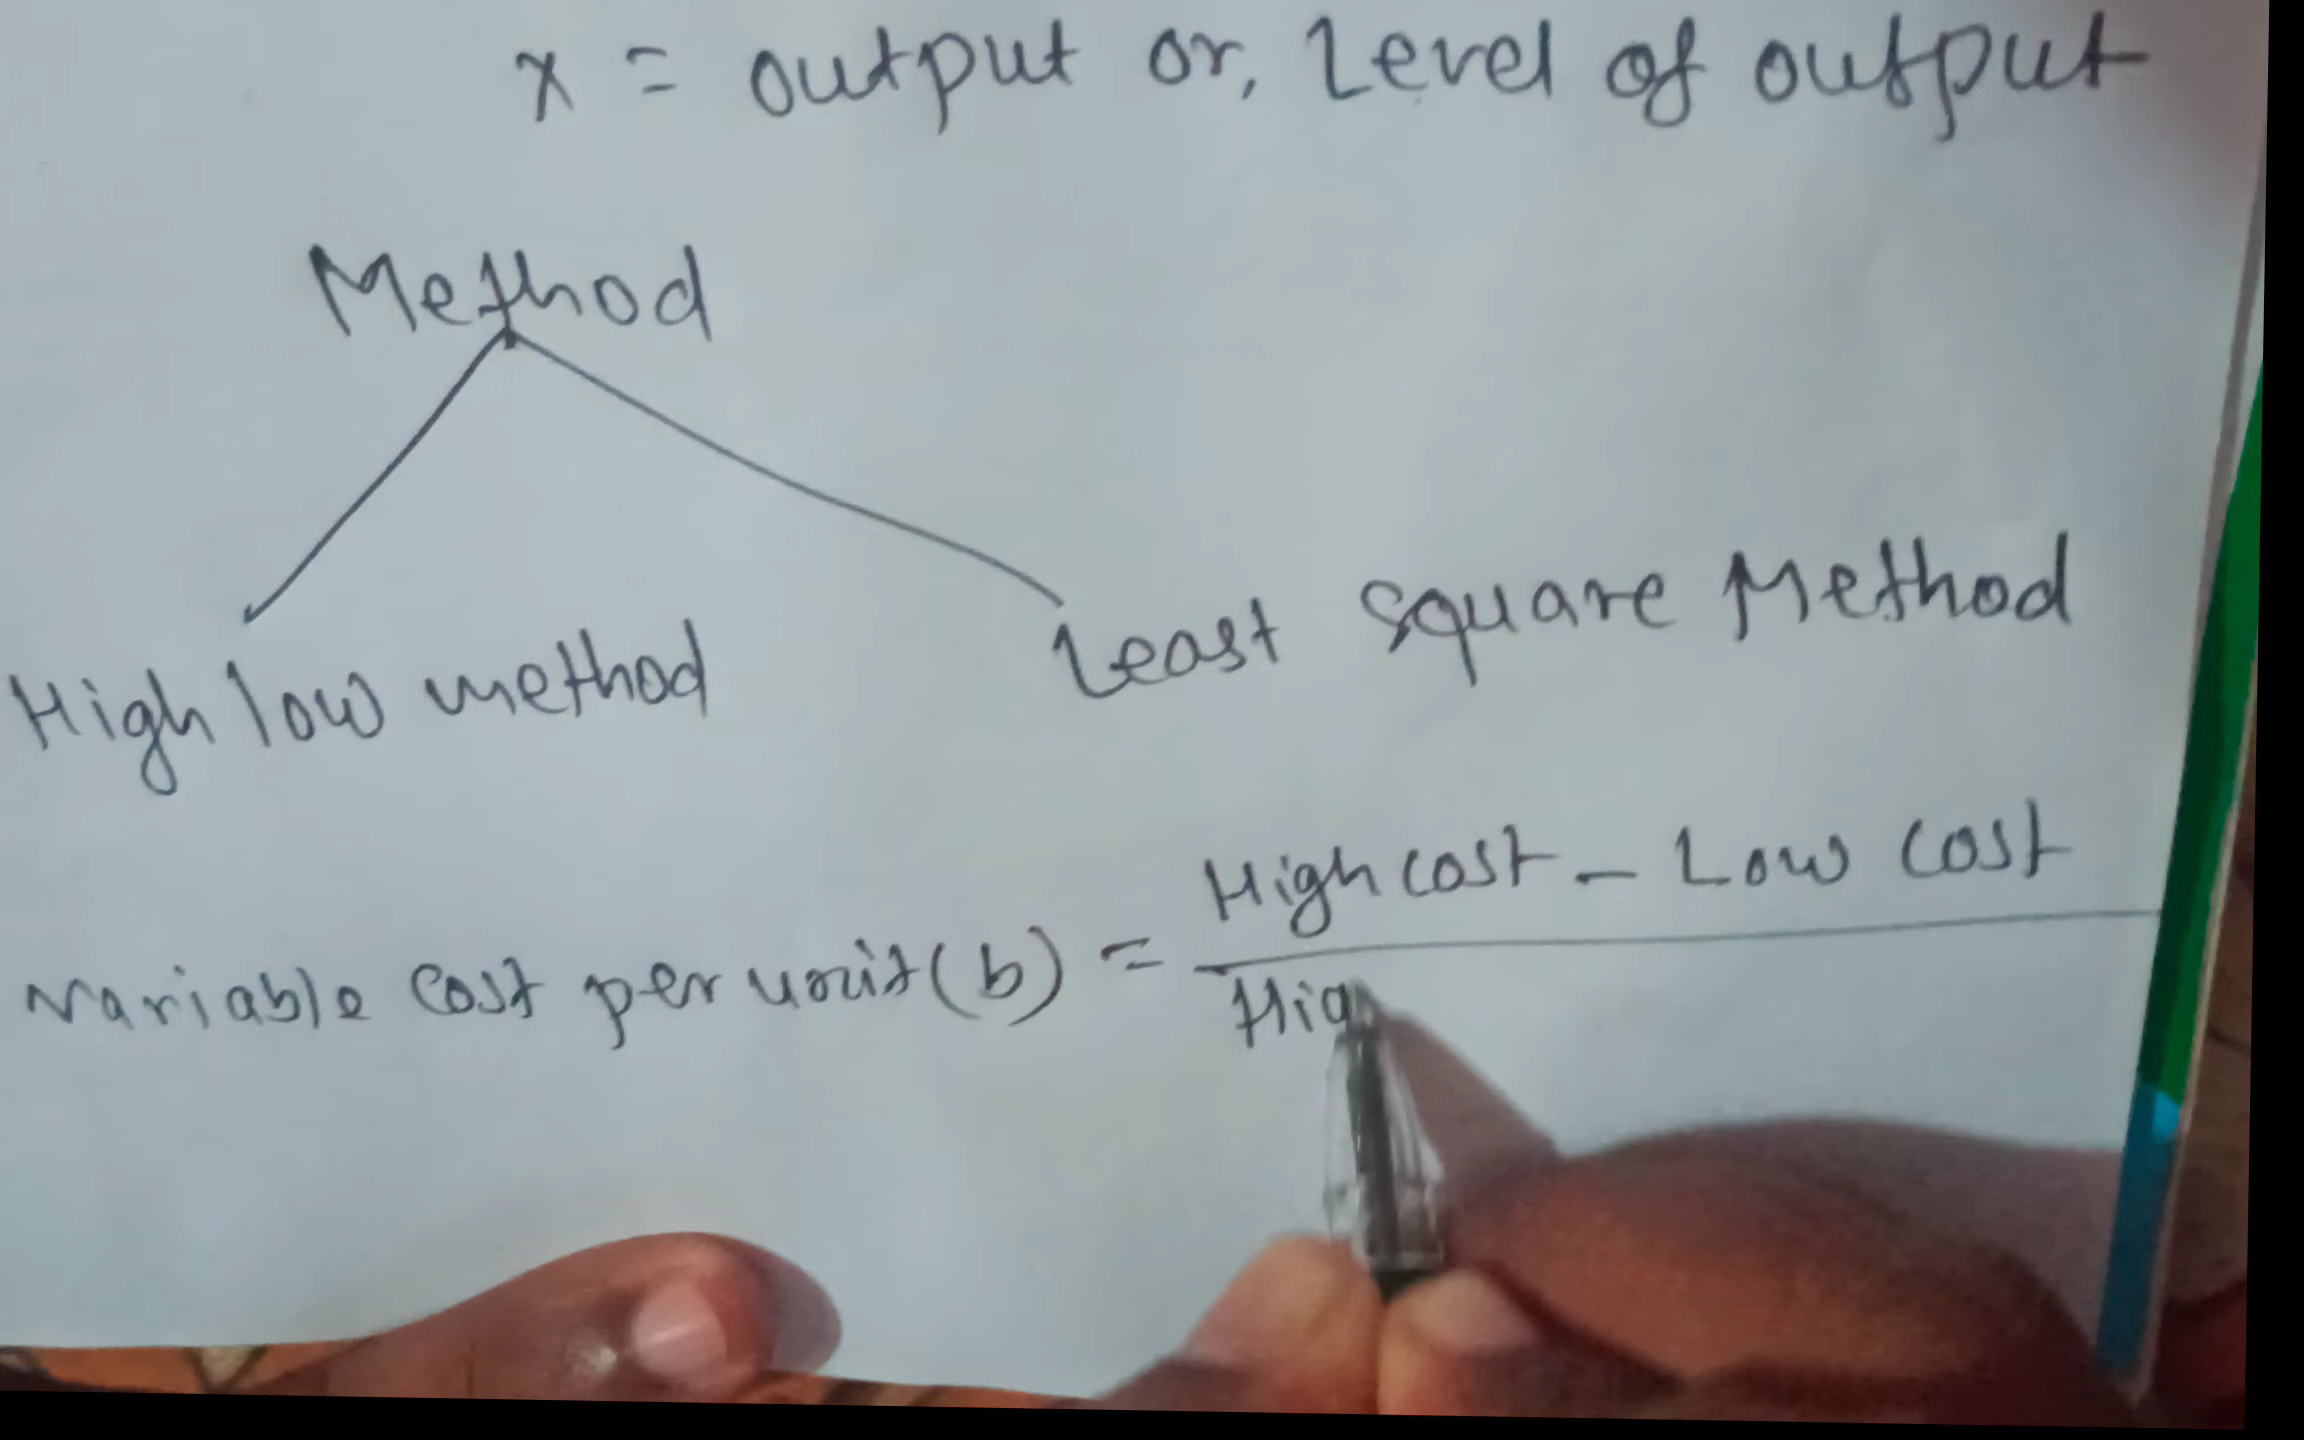 x = output or, Level of output
Method
High low method
Least square Method
High cost - Low cost
Variable cost per unit (b) =
Hig